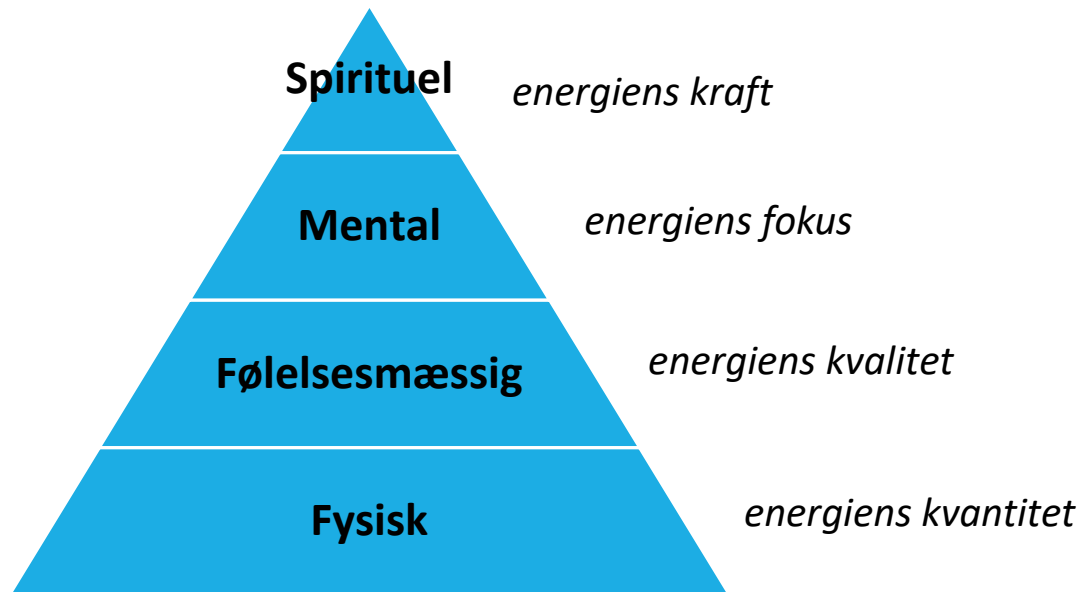 Spirituel
energiens kraft
Mental
energiens fokus
Følelsesmæssig
energiens kvalitet
Fysisk
energiens kvantitet